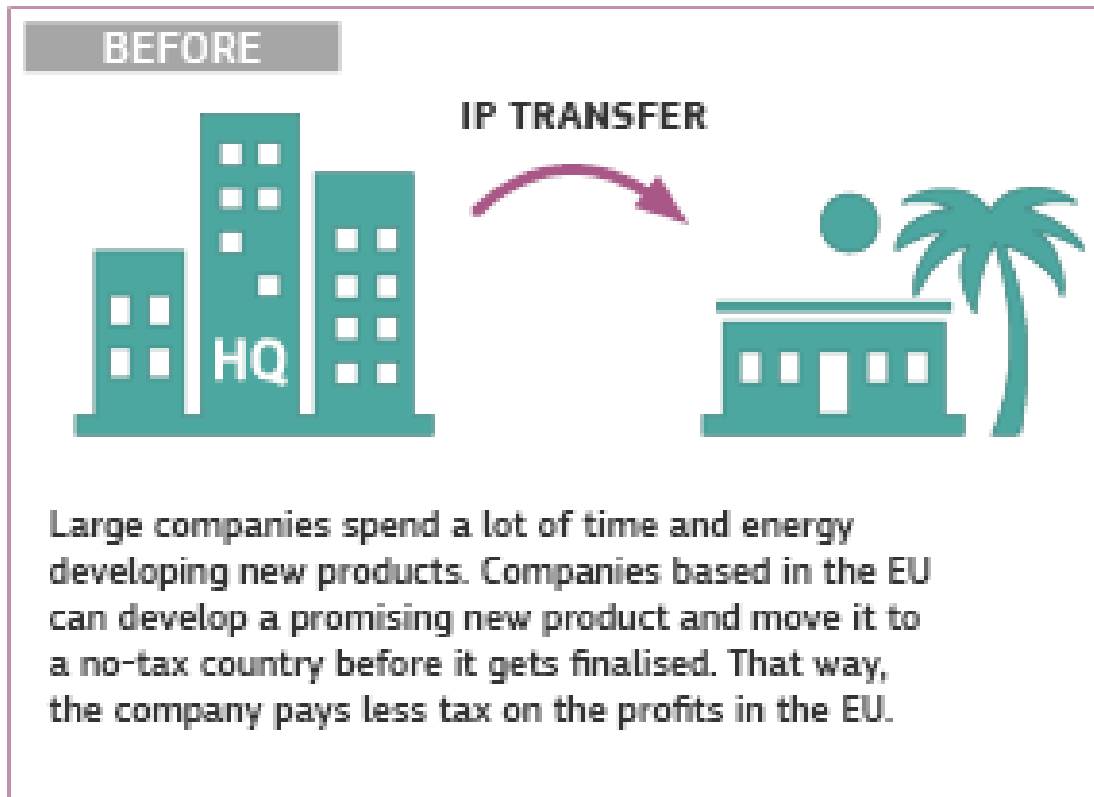 BEFORE
IP TRANSFER
HQ
Large companies spend a lot of time and energy
developing new products. Companies based in the EU
can develop a promising new product and move it to
a no-tax country before it gets finalised. That way,
the company pays less tax on the profits in the EU.